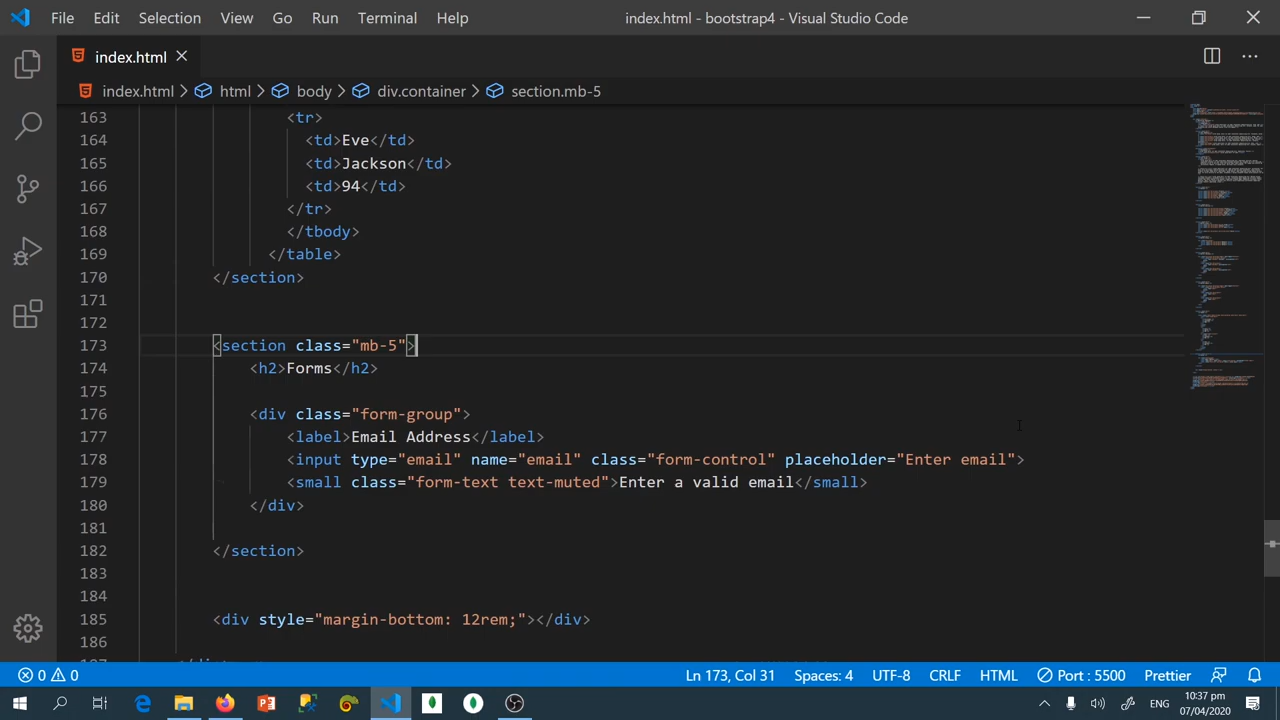 File Edit Selection View Go Run Terminal Help index.html - bootstrap4 - Visual Studio Code
index.html
index.html > html > body > div.container > section.mb-5
163 <tr>
164 <td>Eve</td>
165 <td>Jackson</td>
166 <td>94</td>
167 </tr>
168 </tbody>
169 </table>
170 </section>
171
172
173 <section class="mb-5">
174 <h2>Forms</h2>
175
176 <div class="form-group">
177 <label>Email Address</label>
178 <input type="email" name="email" class="form-control" placeholder="Enter email">
179 <small class="form-text text-muted">Enter a valid email</small>
180 </div>
181
182 </section>
183
184
185 <div style="margin-bottom: 12rem;"></div>
186
0 0 Ln 173, Col 31 Spaces: 4 UTF-8 CRLF HTML Port : 5500 Prettier
ENG 10:37 pm
07/04/2020